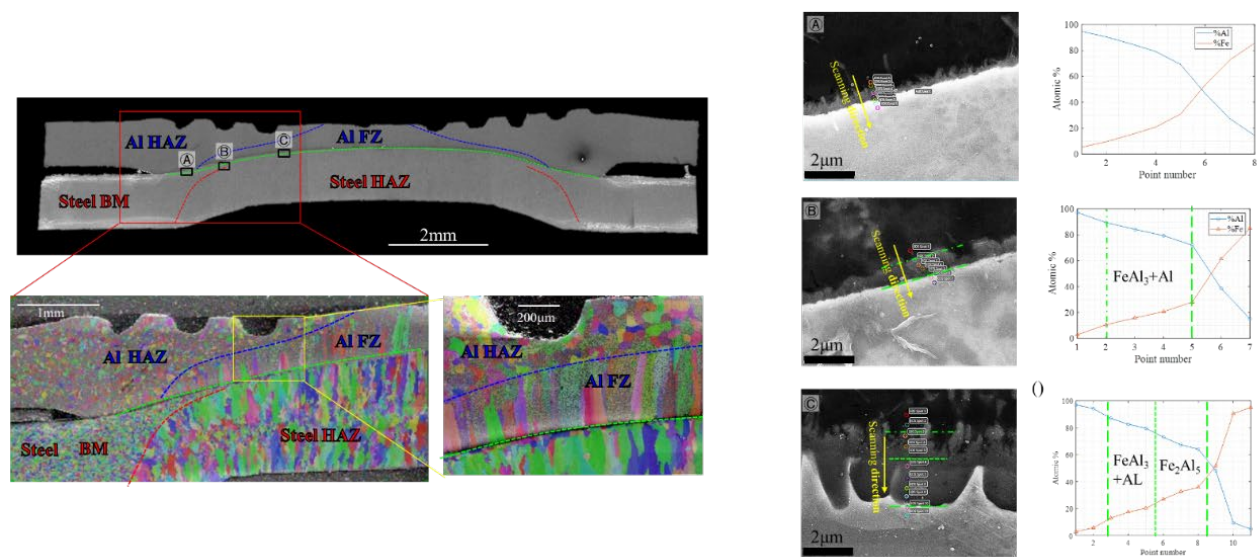 Al HAZ
Al FZ
Ⓐ
Ⓑ
Ⓒ
Steel BM
Steel HAZ
2mm
1mm
Al HAZ
Al FZ
Steel BM
Steel HAZ
200μm
Al HAZ
Al FZ
Ⓐ
Scanning direction
2μm
%Al
%Fe
Atomic %
100
80
60
40
20
0
2 4 6 8
Point number
Ⓑ
Scanning direction
2μm
%Al
%Fe
Atomic %
100
80
60
40
20
0
FeAl3+Al
1 2 3 4 5 6 7
Point number
()
Ⓒ
Scanning direction
2μm
Atomic %
100
80
60
40
20
0
FeAl3
+AL
Fe2Al5
2 4 6 8 10
Point number